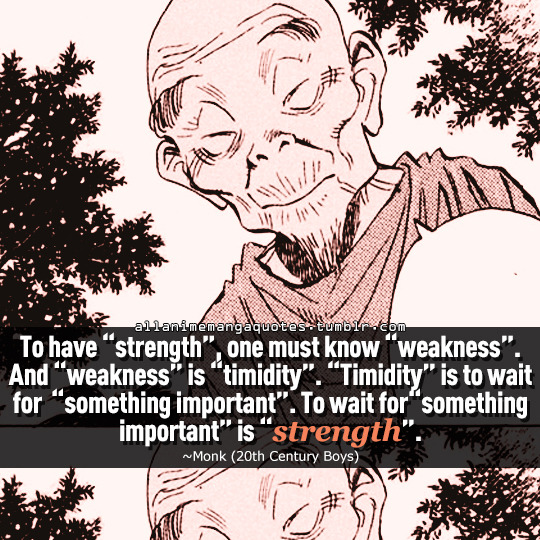 allanimemangaquotes.tumblr.com
To have “strength”, one must know “weakness”.
And “weakness” is “timidity”. “Timidity” is to wait
for “something important”. To wait for“something
important” is “strength”.
~Monk (20th Century Boys)